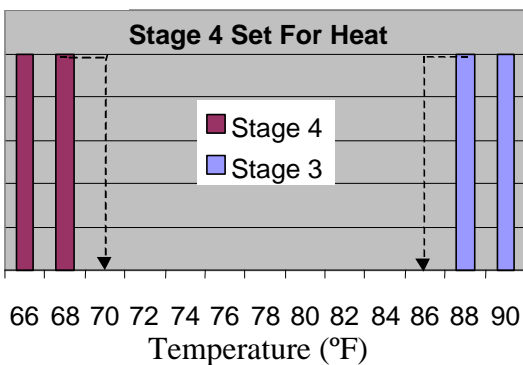 Stage 4 Set For Heat
Stage 4
Stage 3
66 68 70 72 74 76 78 80 82 84 86 88 90
Temperature (ºF)